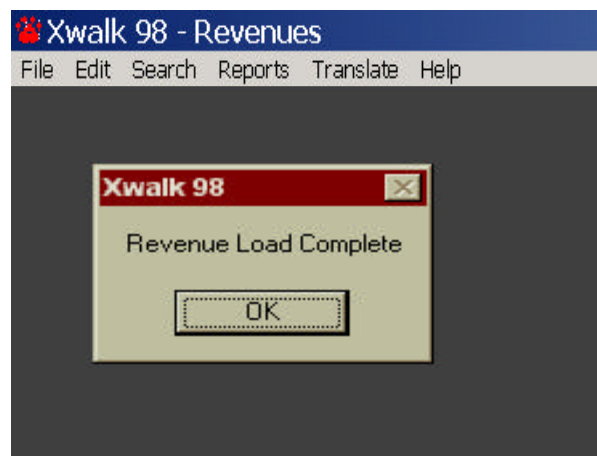 Xwalk 98 - Revenues
File Edit Search Reports Translate Help
Xwalk 98
Revenue Load Complete
OK